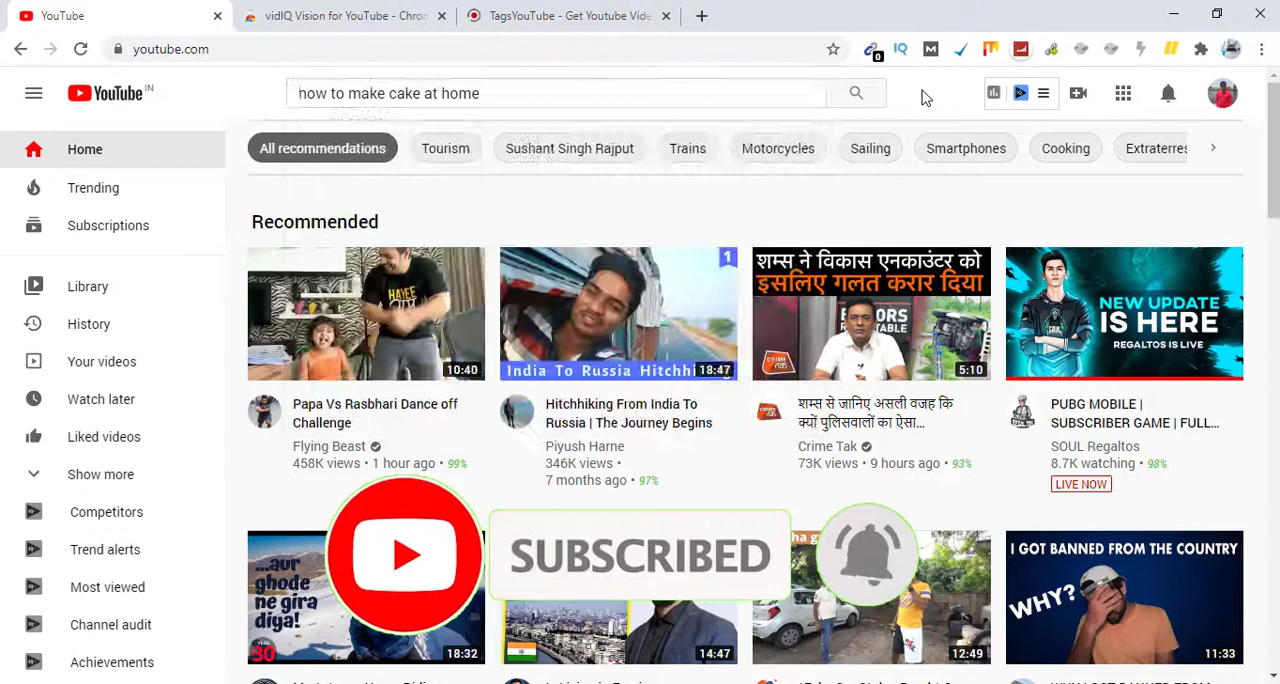 YouTube
vidIQ Vision for YouTube - Chron
TagsYouTube - Get Youtube Vide
youtube.com
0
IQ
M
YouTube IN
how to make cake at home
Home
Trending
Subscriptions
Library
History
Your videos
Watch later
Liked videos
Show more
Competitors
Trend alerts
Most viewed
Channel audit
Achievements
All recommendations
Tourism
Sushant Singh Rajput
Trains
Motorcycles
Sailing
Smartphones
Cooking
Extraterres
Recommended
HAYEE
10:40
Papa Vs Rasbhari Dance off
Challenge
Flying Beast
458K views • 1 hour ago • 99%
1
India To Russia Hitchhi
18:47
Hitchhiking From India To
Russia | The Journey Begins
Piyush Harne
346K views •
7 months ago • 97%
शम्स ने विकास एनकाउंटर को
इसलिए गलत करार दिया
5:10
शम्स से जानिए असली वजह कि
क्यों पुलिसवालों का ऐसा...
Crime Tak
73K views • 9 hours ago • 93%
NEW UPDATE
IS HERE
REGALTOS IS LIVE
PUBG MOBILE |
SUBSCRIBER GAME | FULL...
SOUL Regaltos
8.7K watching • 98%
LIVE NOW
...aur
ghode
ne gira
diya!
30
18:32
SUBSCRIBED
14:47
12:49
I GOT BANNED FROM THE COUNTRY
WHY?
11:33